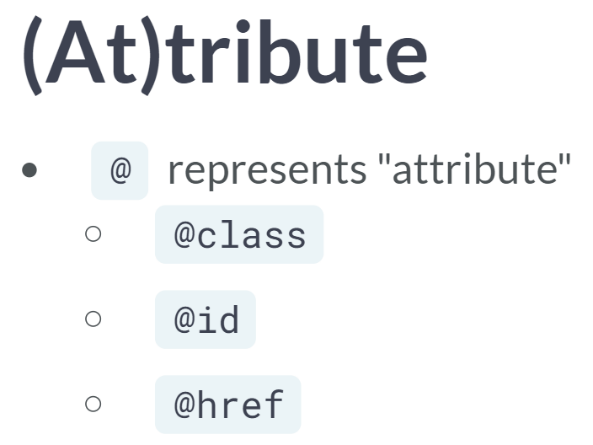 (At)tribute
@ represents "attribute"
@class
@id
@href